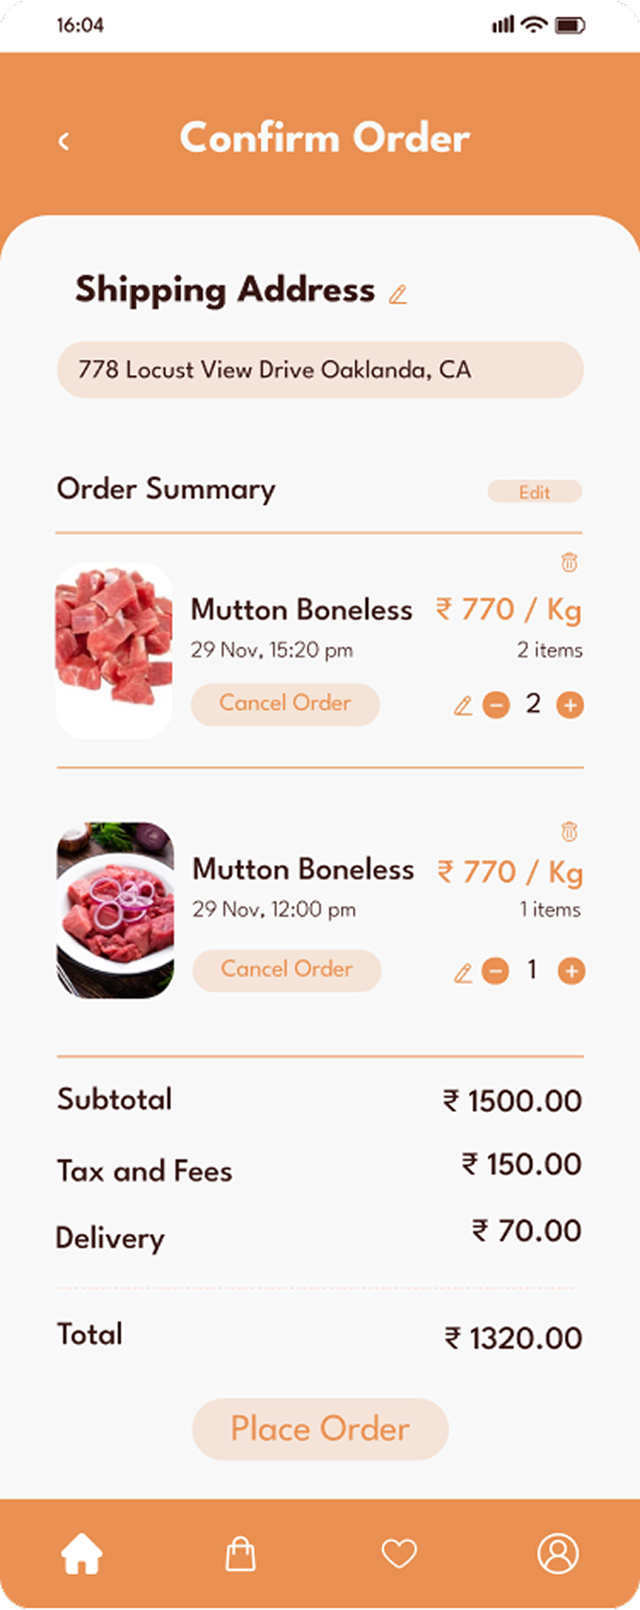 16:04
Confirm Order
Shipping Address
778 Locust View Drive Oaklanda, CA
Order Summary
Edit
Mutton Boneless ₹ 770 / Kg
29 Nov, 15:20 pm 2 items
Cancel Order 2
Mutton Boneless ₹ 770 / Kg
29 Nov, 12:00 pm 1 items
Cancel Order 1
Subtotal ₹ 1500.00
Tax and Fees ₹ 150.00
Delivery ₹ 70.00
Total ₹ 1320.00
Place Order